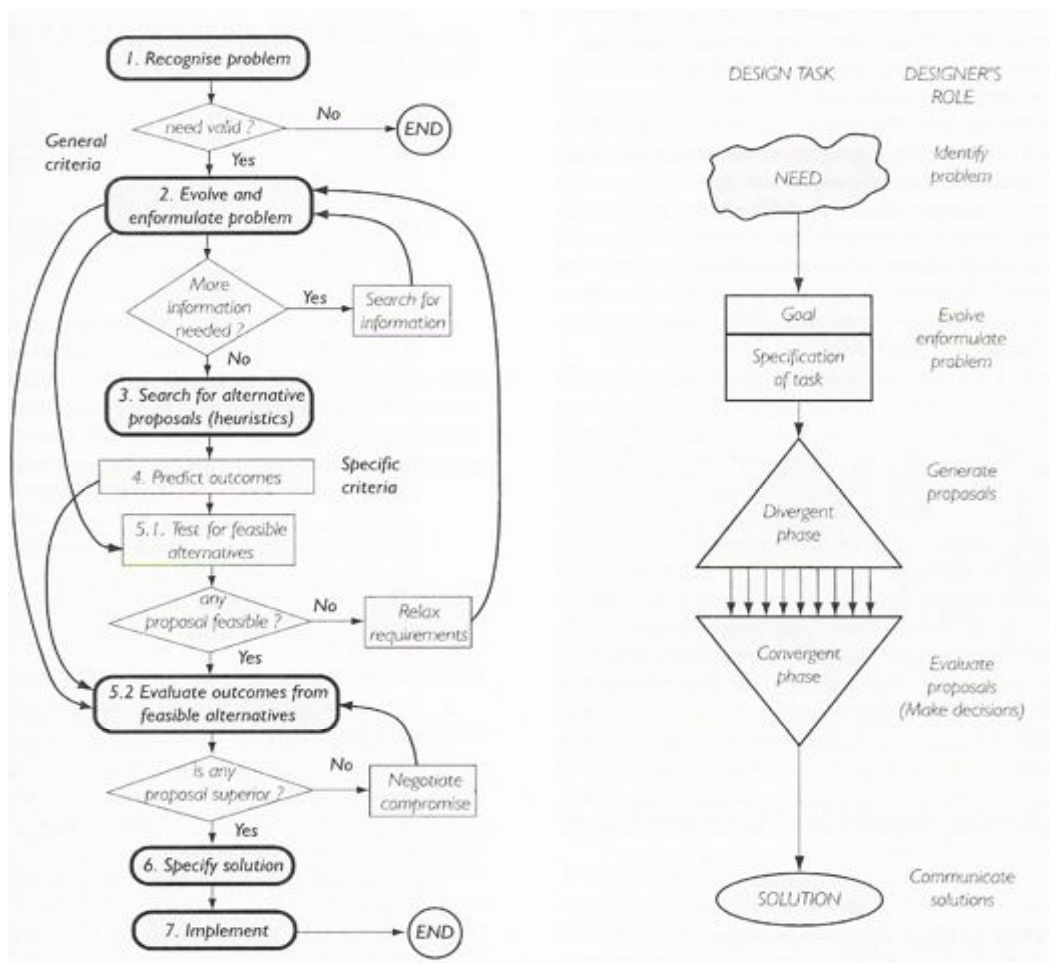 1. Recognise problem
need valid ?
No
END
General
criteria
Yes
2. Evolve and
enformulate problem
More
information
needed ?
Yes
Search for
information
No
3. Search for alternative
proposals (heuristics)
4. Predict outcomes
Specific
criteria
5.1. Test for feasible
alternatives
any
proposal feasible ?
No
Relax
requirements
Yes
5.2 Evaluate outcomes from
feasible alternatives
is any
proposal superior ?
No
Negotiate
compromise
Yes
6. Specify solution
7. Implement
END
DESIGN TASK
DESIGNER'S
ROLE
NEED
Identify
problem
Goal
Specification
of task
Evolve
enformulate
problem
Divergent
phase
Generate
proposals
Convergent
phase
Evaluate
proposals
(Make decisions)
SOLUTION
Communicate
solutions